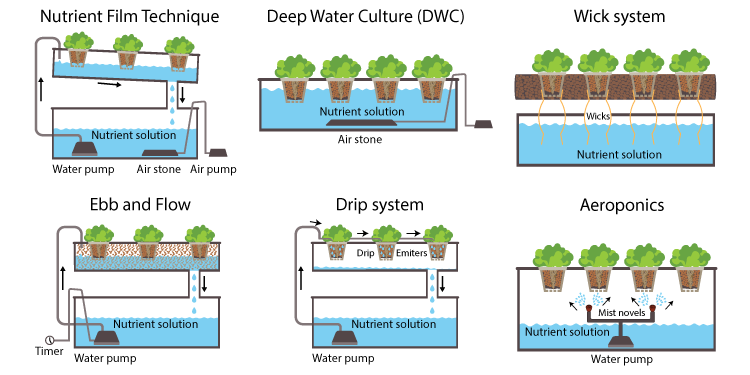 Nutrient Film Technique
Nutrient solution
Water pump
Air stone
Air pump
Deep Water Culture (DWC)
Nutrient solution
Air stone
Wick system
Wicks
Nutrient solution
Ebb and Flow
Nutrient solution
Timer
Water pump
Drip system
Drip
Emiters
Nutrient solution
Water pump
Aeroponics
Mist novels
Nutrient solution
Water pump